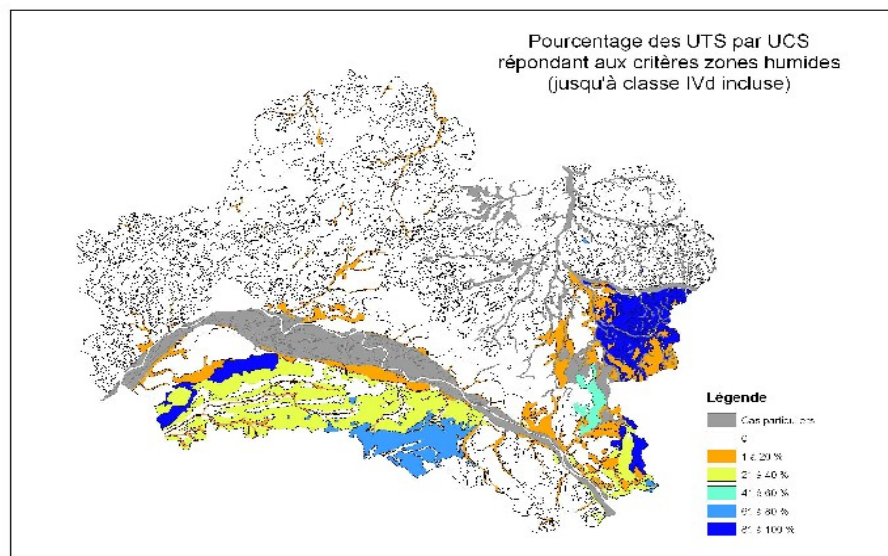 Pourcentage des UTS par UCS
répondant aux critères zones humides
(jusqu'à classe IVd incluse)
Légende
Cas particuliers
0
1 à 20 %
21 à 40 %
41 à 60 %
61 à 80 %
81 à 100 %